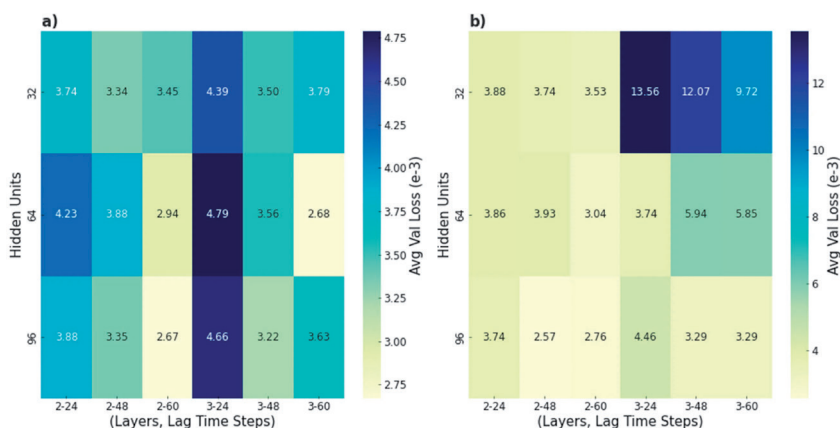 a)
Hidden Units
32
3.74 3.34 3.45 4.39 3.50 3.79
64
4.23 3.88 2.94 4.79 3.56 2.68
96
3.88 3.35 2.67 4.66 3.22 3.63
2-24 2-48 2-60 3-24 3-48 3-60
(Layers, Lag Time Steps)
4.75
4.50
4.25
4.00
3.75
3.50
3.25
3.00
2.75
Avg Val Loss (e-3)
b)
Hidden Units
32
3.88 3.74 3.53 13.56 12.07 9.72
64
3.86 3.93 3.04 3.74 5.94 5.85
96
3.74 2.57 2.76 4.46 3.29 3.29
2-24 2-48 2-60 3-24 3-48 3-60
(Layers, Lag Time Steps)
12
10
8
6
4
Avg Val Loss (e-3)